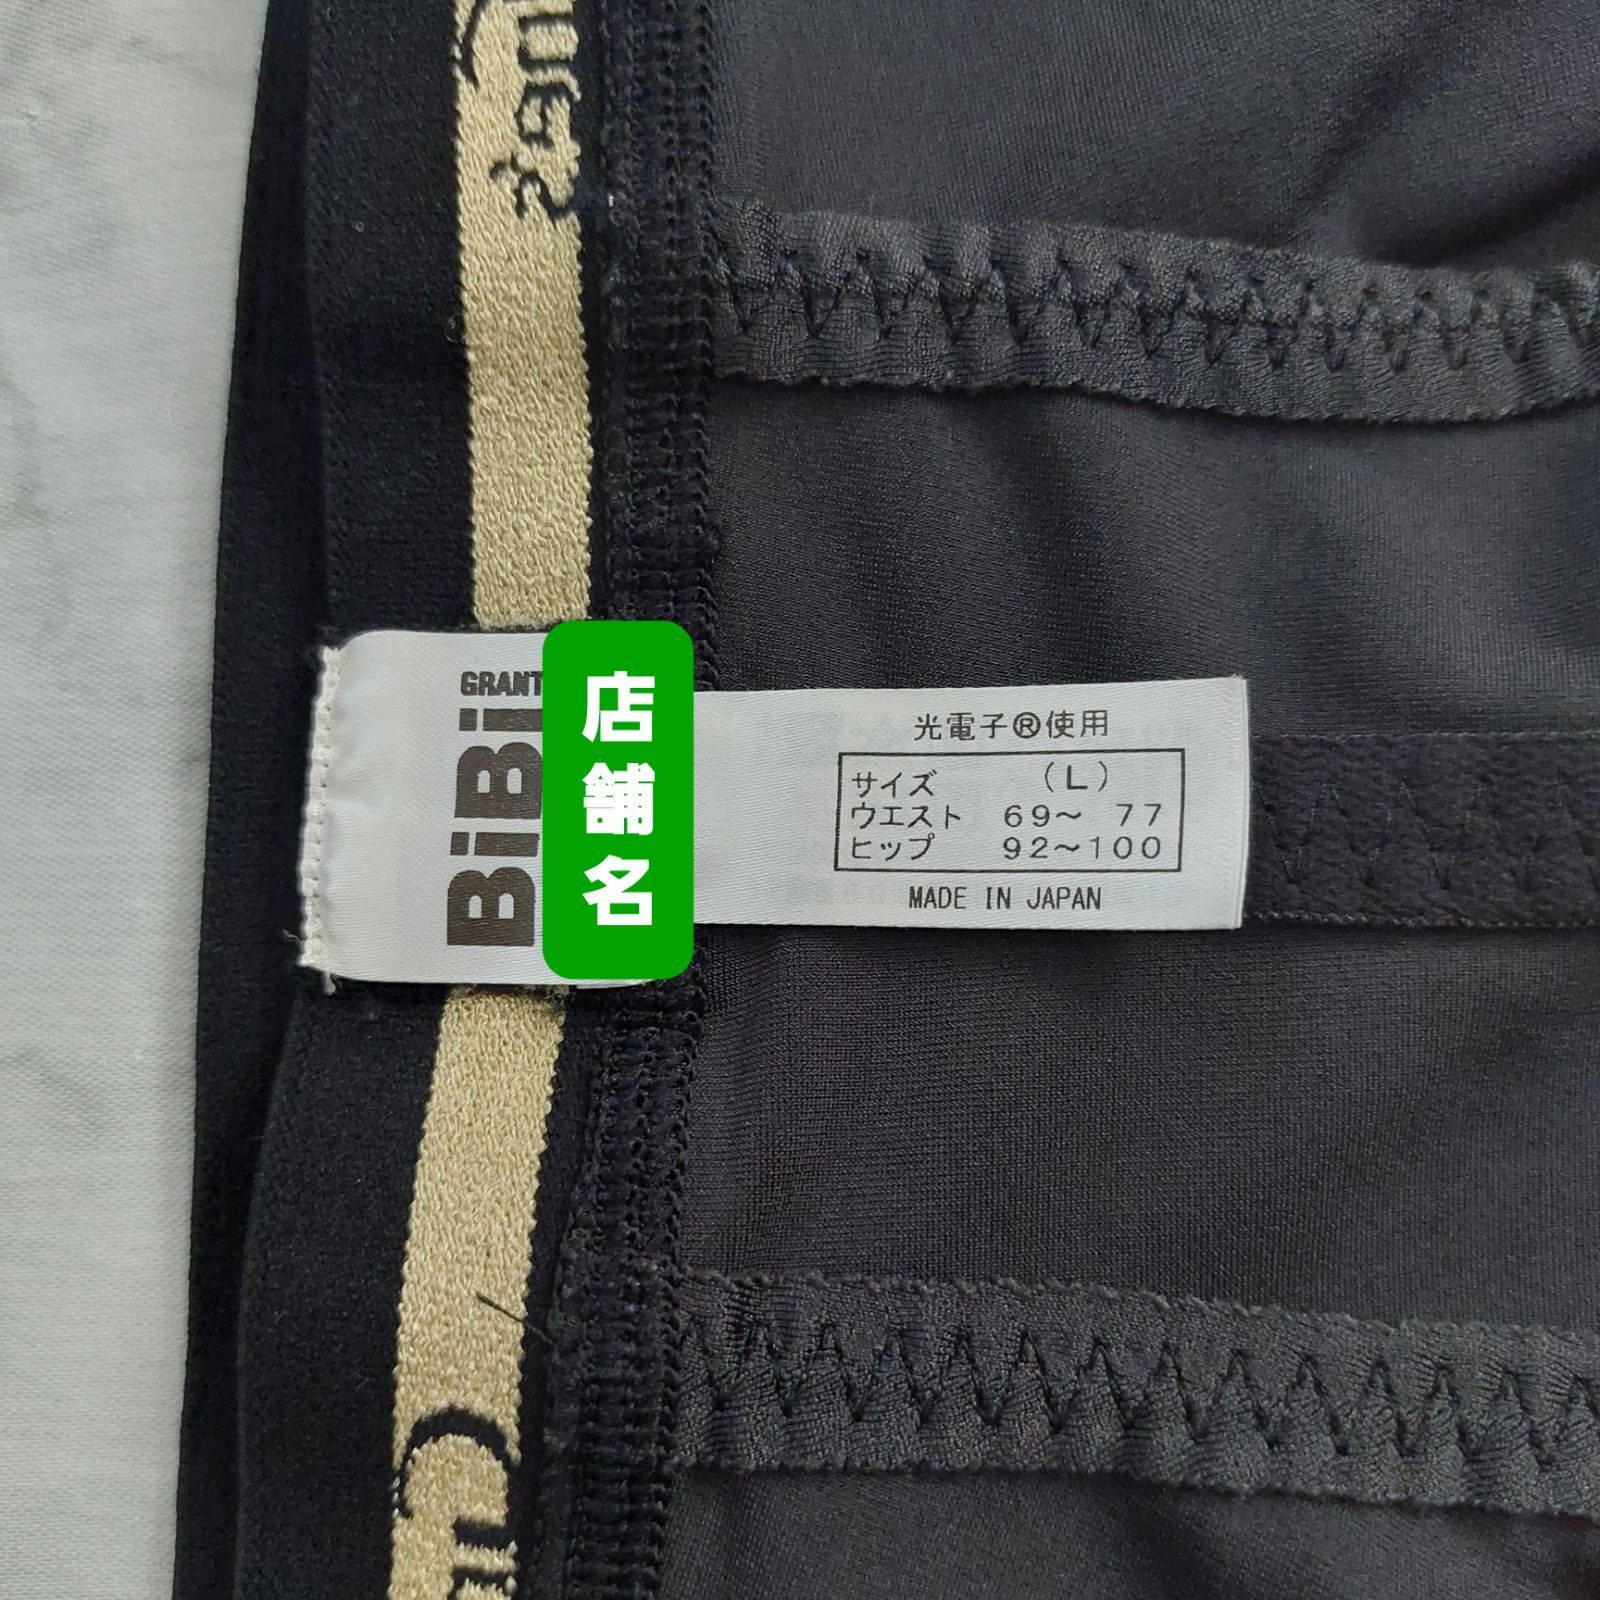 GRANT
BiBi
店舗名
光電子®使用
サイズ （L）
ウエスト 69～ 77
ヒップ 92～100
MADE IN JAPAN